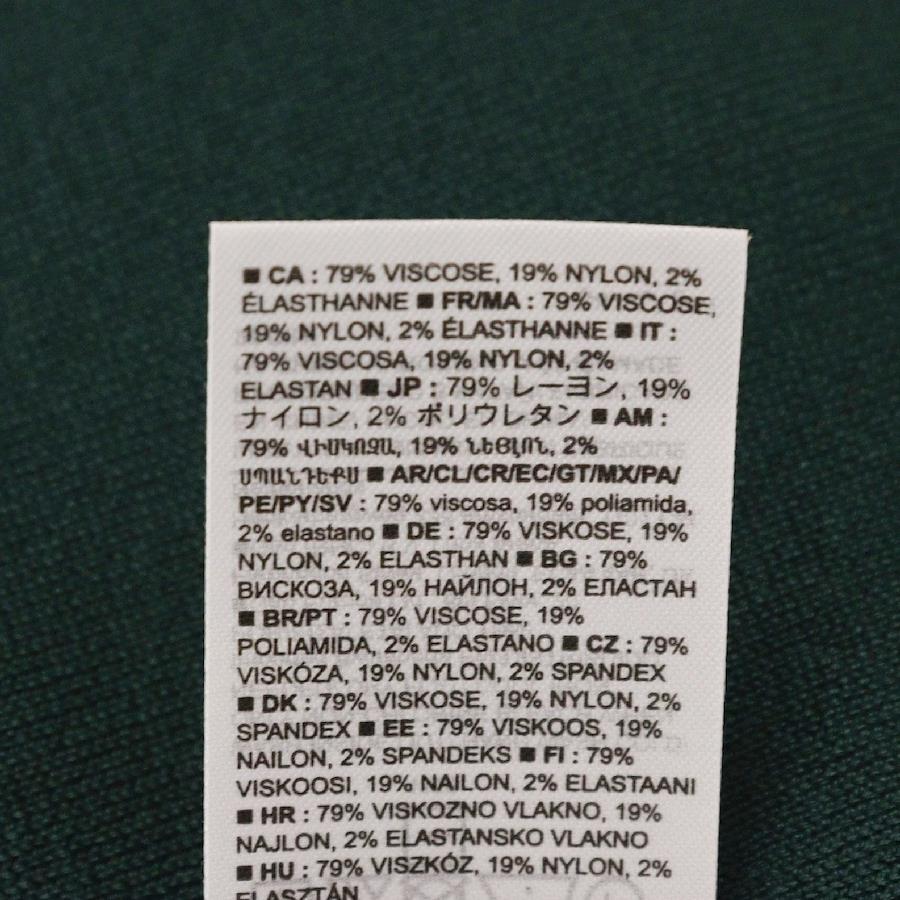 ■ CA : 79% VISCOSE, 19% NYLON, 2%
ÉLASTHANNE ■ FR/MA : 79% VISCOSE,
19% NYLON, 2% ÉLASTHANNE ■ IT :
79% VISCOSA, 19% NYLON, 2%
ELASTAN ■ JP : 79% レーヨン, 19%
ナイロン, 2% ポリウレタン ■ AM :
79% ՎԻՍԿՈԶԱ, 19% ՆԵՅԼՈՆ, 2%
ՍՊԱՆԴԵՔՍ ■ AR/CL/CR/EC/GT/MX/PA/
PE/PY/SV : 79% viscosa, 19% poliamida,
2% elastano ■ DE : 79% VISKOSE, 19%
NYLON, 2% ELASTHAN ■ BG : 79%
ВИСКОЗА, 19% НАЙЛОН, 2% ЕЛАСТАН
■ BR/PT : 79% VISCOSE, 19%
POLIAMIDA, 2% ELASTANO ■ CZ : 79%
VISKÓZA, 19% NYLON, 2% SPANDEX
■ DK : 79% VISKOSE, 19% NYLON, 2%
SPANDEX ■ EE : 79% VISKOOS, 19%
NAILON, 2% SPANDEKS ■ FI : 79%
VISKOOSI, 19% NAILON, 2% ELASTAANI
■ HR : 79% VISKOZNO VLAKNO, 19%
NAJLON, 2% ELASTANSKO VLAKNO
■ HU : 79% VISZKÓZ, 19% NYLON, 2%
ELASZTÁN